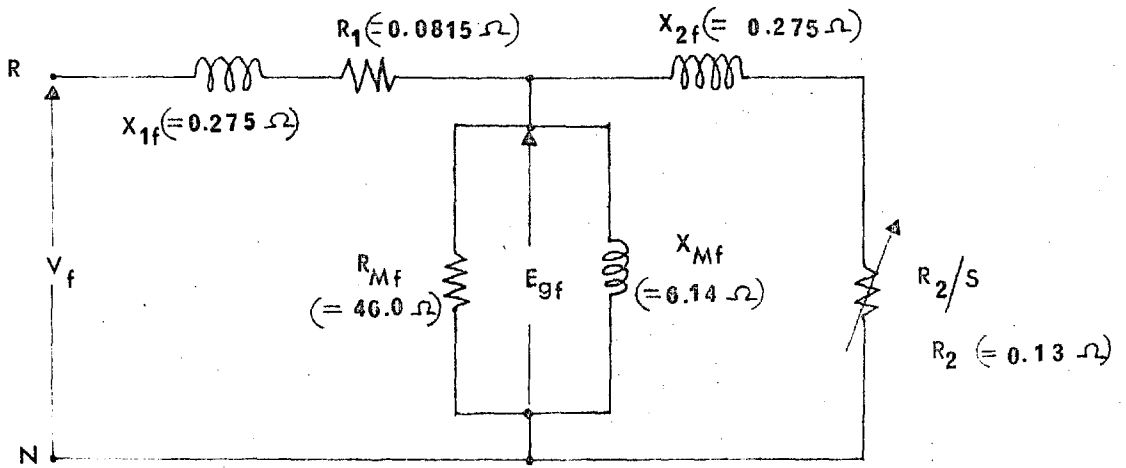 R
R1(=0.0815 Ω)
X2f(= 0.275 Ω)
X1f(=0.275 Ω)
Vf
RMf
(= 46.0 Ω)
Egf
XMf
(=6.14 Ω)
R2/S
R2 (= 0.13 Ω)
N